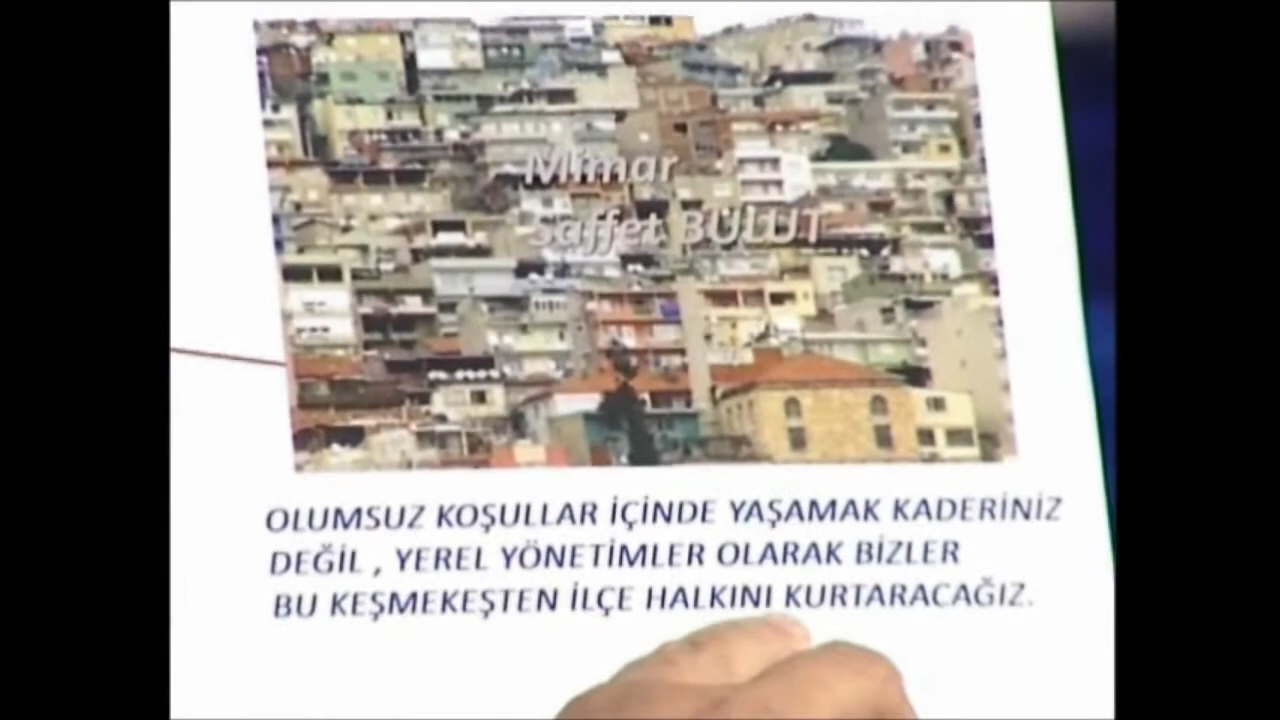 Mimar
Saffet BULUT
OLUMSUZ KOŞULLAR İÇİNDE YAŞAMAK KADERİNİZ
DEĞİL , YEREL YÖNETİMLER OLARAK BİZLER
BU KEŞMEKEŞTEN İLÇE HALKINI KURTARACAĞIZ.